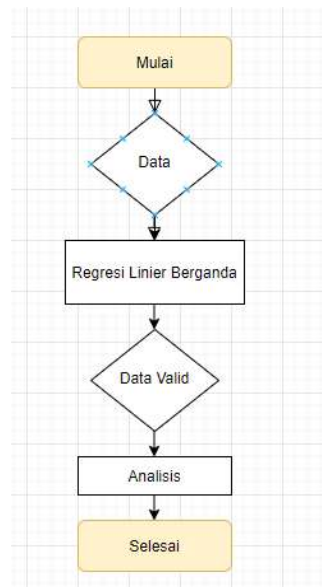 Mulai
Data
Regresi Linier Berganda
Data Valid
Analisis
Selesai